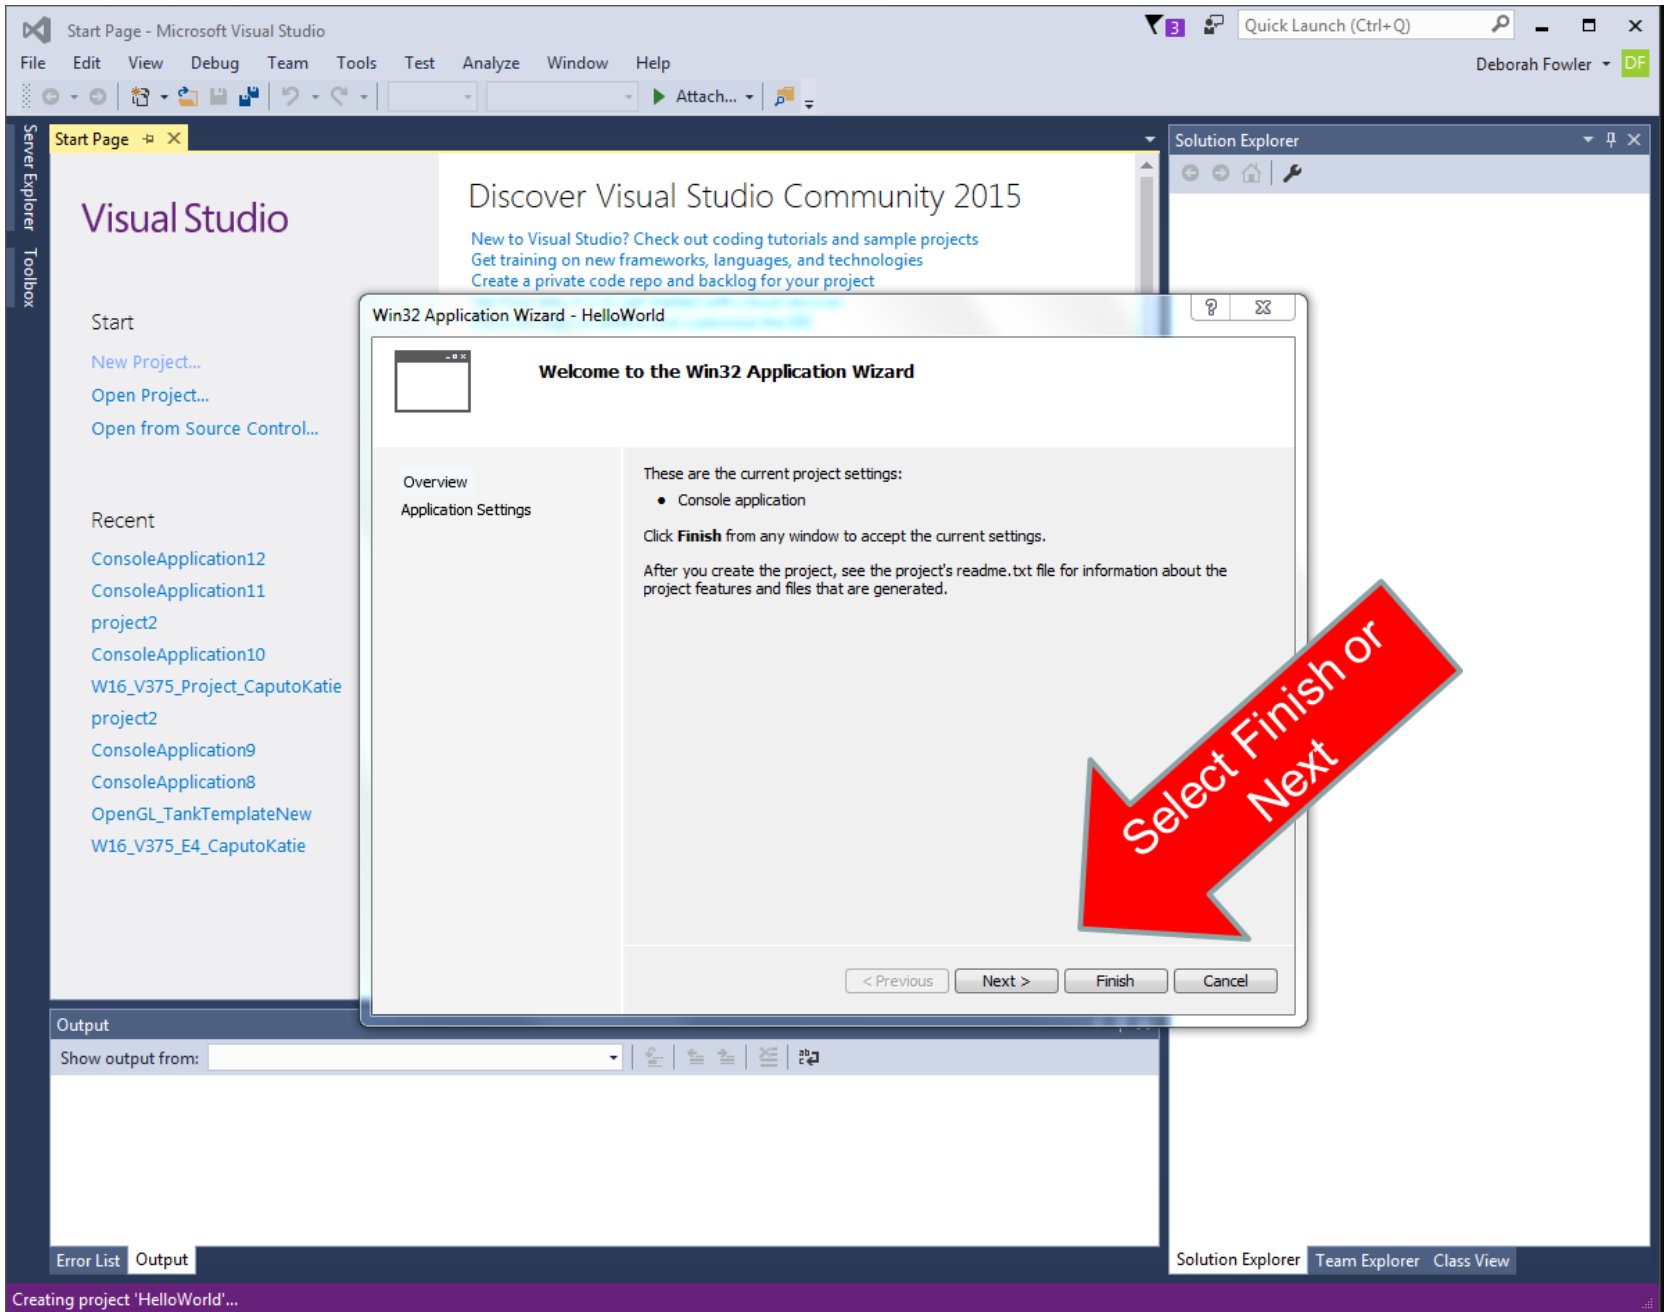 Start Page - Microsoft Visual Studio
3
Quick Launch (Ctrl+Q)
File Edit View Debug Team Tools Test Analyze Window Help
Deborah Fowler
DF
Attach...
Server Explorer
Toolbox
Start Page
Visual Studio
Start
New Project...
Open Project...
Open from Source Control...
Recent
ConsoleApplication12
ConsoleApplication11
project2
ConsoleApplication10
W16_V375_Project_CaputoKatie
project2
ConsoleApplication9
ConsoleApplication8
OpenGL_TankTemplateNew
W16_V375_E4_CaputoKatie
Discover Visual Studio Community 2015
New to Visual Studio? Check out coding tutorials and sample projects
Get training on new frameworks, languages, and technologies
Create a private code repo and backlog for your project
Win32 Application Wizard - HelloWorld
Welcome to the Win32 Application Wizard
Overview
Application Settings
These are the current project settings:
• Console application
Click Finish from any window to accept the current settings.
After you create the project, see the project's readme.txt file for information about the
project features and files that are generated.
< Previous
Next >
Finish
Cancel
Select Finish or
Next
Solution Explorer
Output
Show output from:
Error List Output
Solution Explorer Team Explorer Class View
Creating project 'HelloWorld'...